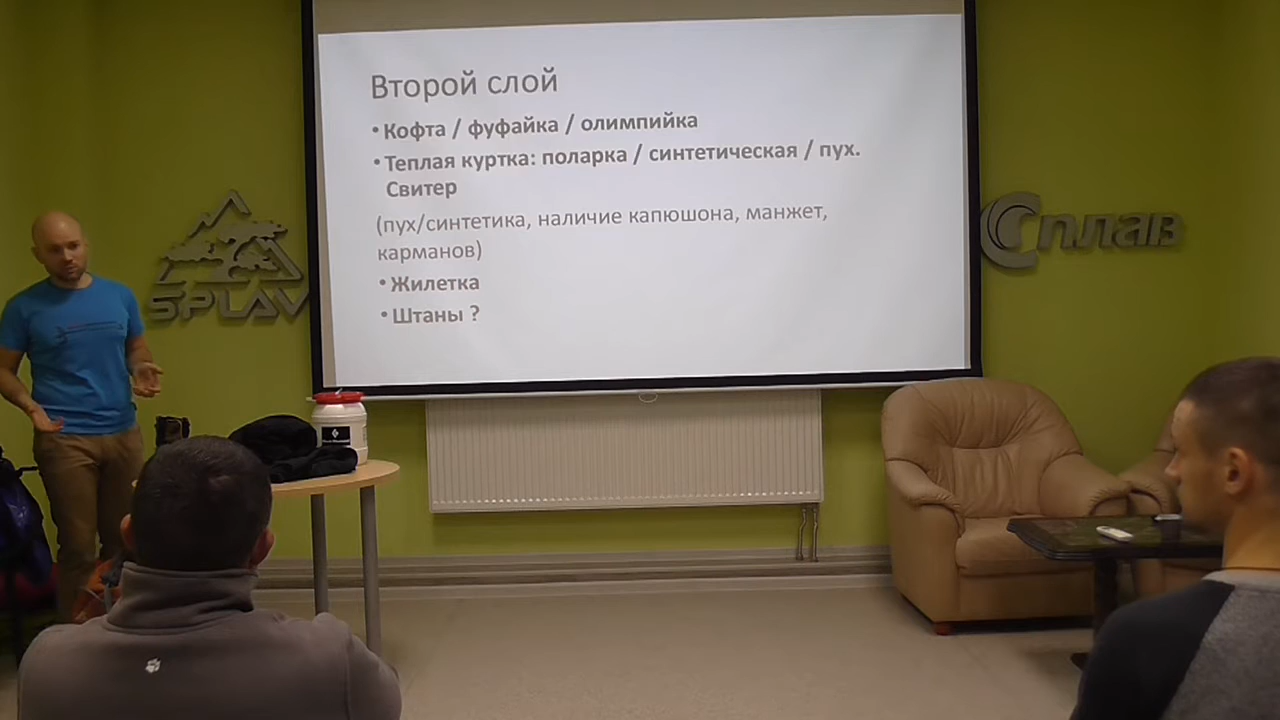 Второй слой
• Кофта / фуфайка / олимпийка
• Теплая куртка: поларка / синтетическая / пух.
Свитер
(пух/синтетика, наличие капюшона, манжет,
карманов)
• Жилетка
• Штаны ?
SPLAV
Сплав